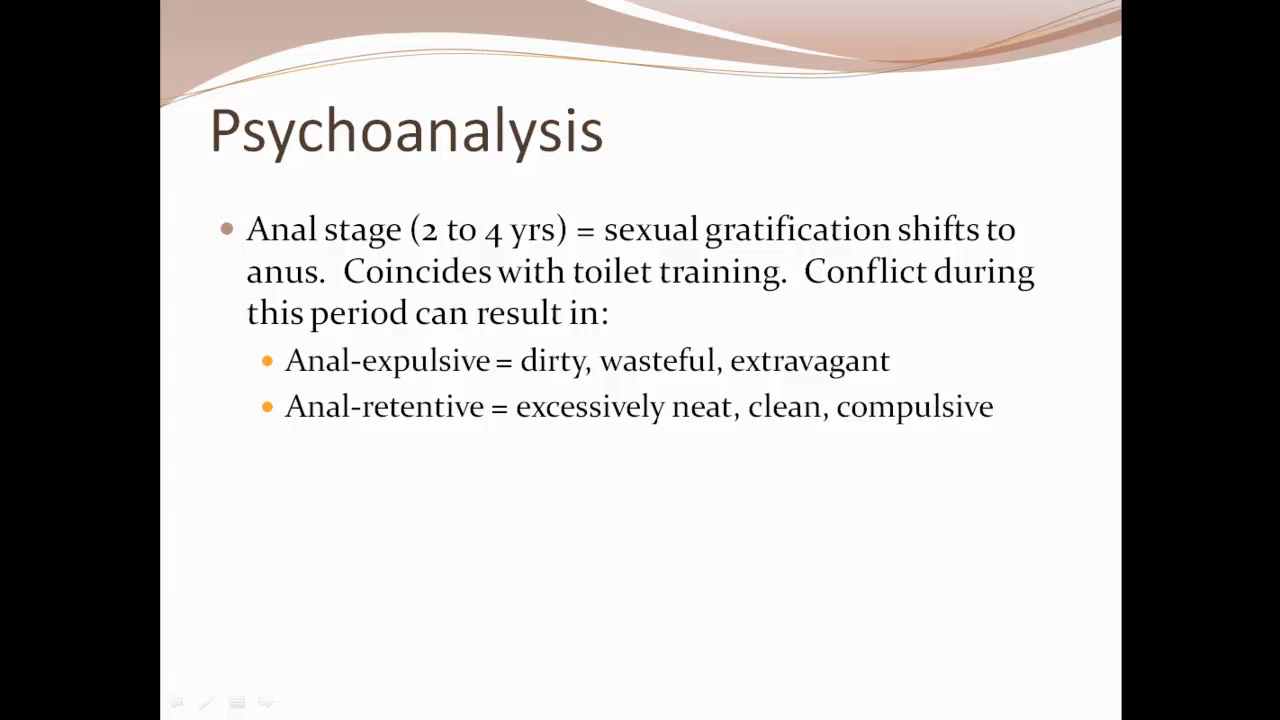 Psychoanalysis
Anal stage (2 to 4 yrs) = sexual gratification shifts to
anus.  Coincides with toilet training.  Conflict during
this period can result in:
Anal-expulsive = dirty, wasteful, extravagant
Anal-retentive = excessively neat, clean, compulsive